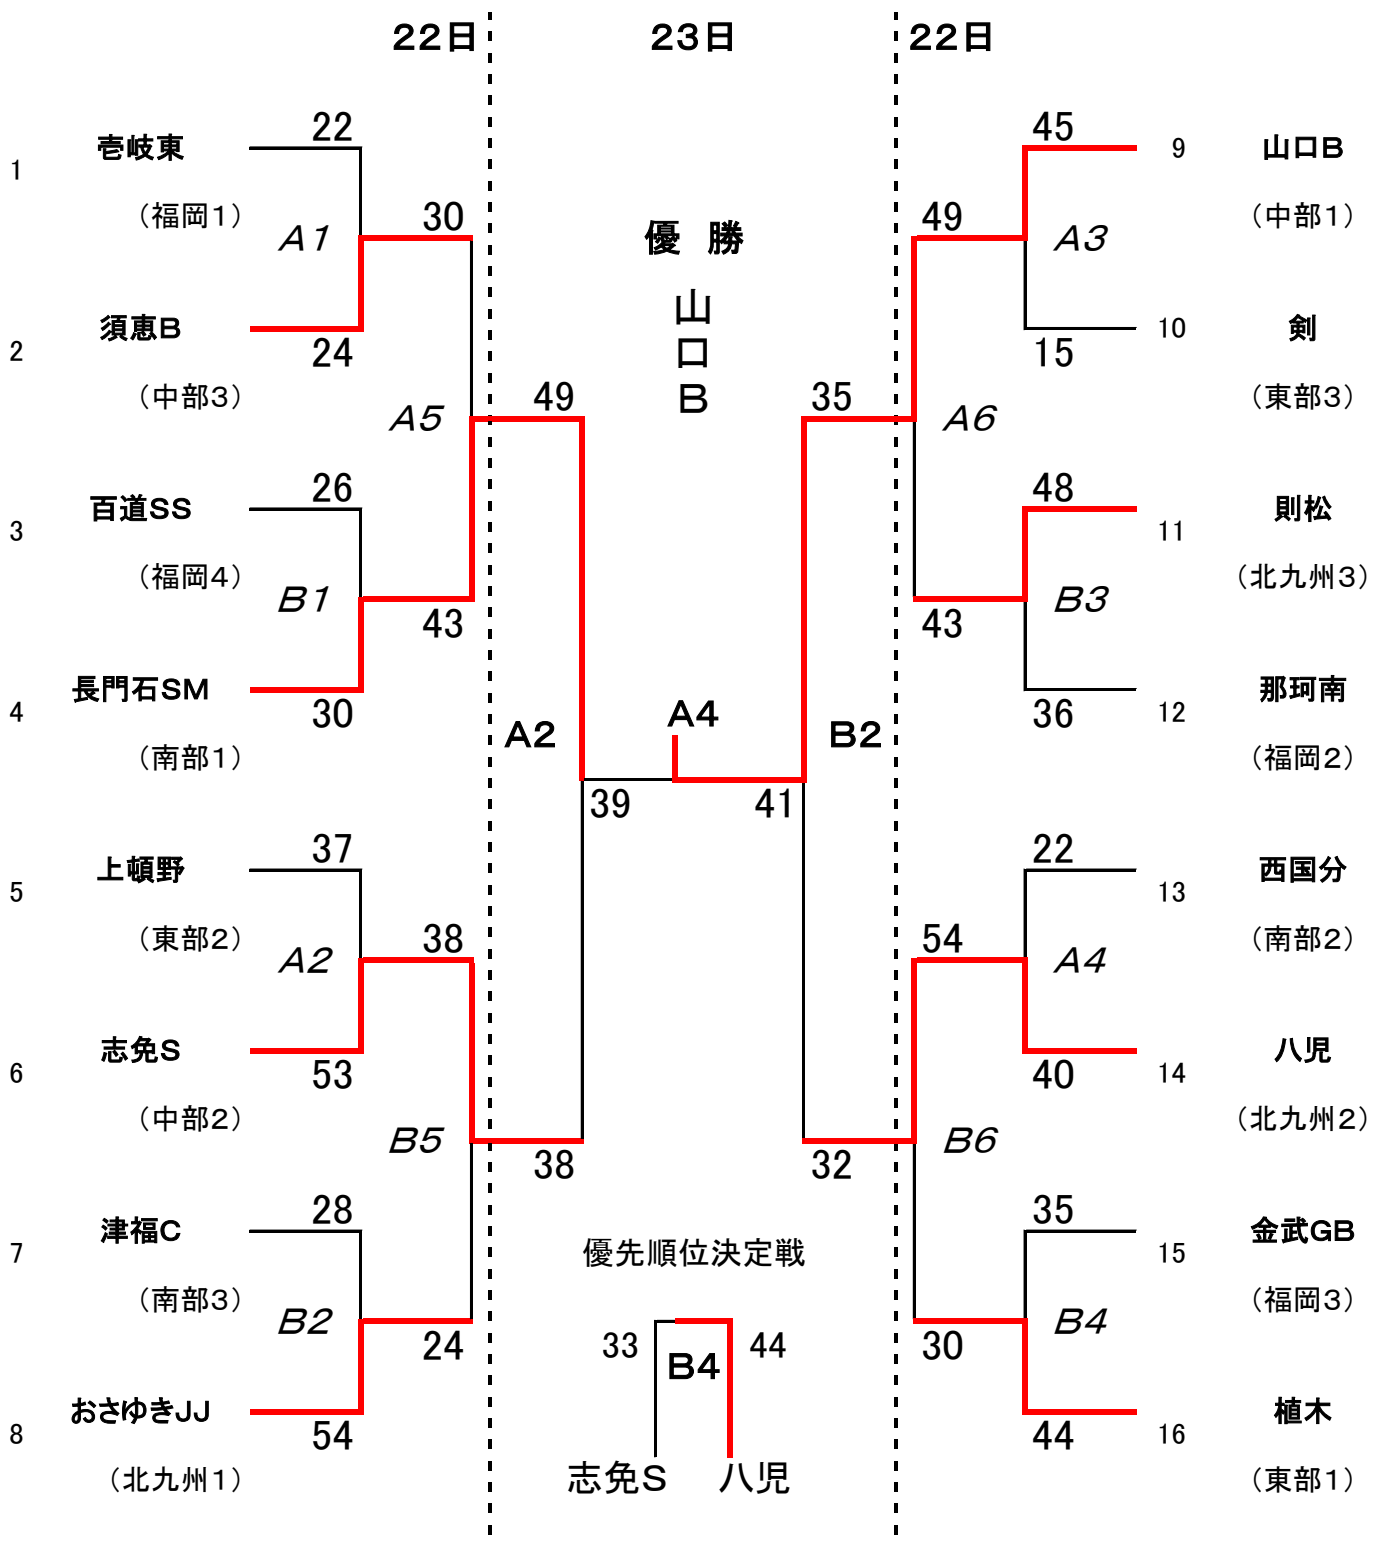 22日
23日
22日
1
壱岐東
(福岡1)
22
A1
30
2
須恵B
(中部3)
24
A5
49
3
百道SS
(福岡4)
26
B1
43
4
長門石SM
(南部1)
30
A2
39
5
上頓野
(東部2)
37
A2
38
6
志免S
(中部2)
53
B5
38
7
津福C
(南部3)
28
B2
24
8
おさゆきJJ
(北九州1)
54
優 勝
山
口
B
A4
優先順位決定戦
33
B4
44
志免S
八児
45
9
山口B
(中部1)
49
A3
10
剣
(東部3)
15
35
A6
48
11
則松
(北九州3)
43
B3
12
那珂南
(福岡2)
36
B2
41
22
13
西国分
(南部2)
54
A4
14
八児
(北九州2)
40
32
B6
35
15
金武GB
(福岡3)
30
B4
16
植木
(東部1)
44